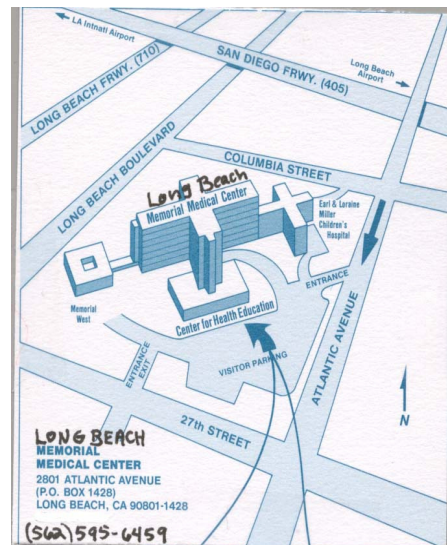 LA Intnatl Airport
SAN DIEGO FRWY. (405)
Long Beach
Airport
LONG BEACH FRWY. (710)
LONG BEACH BOULEVARD
COLUMBIA STREET
Long Beach
Memorial Medical Center
Earl & Loraine
Miller
Children's
Hospital
ENTRANCE
Memorial
West
Center for Health Education
ATLANTIC AVENUE
ENTRANCE
EXIT
VISITOR PARKING
27th STREET
N
LONG BEACH
MEMORIAL
MEDICAL CENTER
2801 ATLANTIC AVENUE
(P.O. BOX 1428)
LONG BEACH, CA 90801-1428
(562) 595-6459